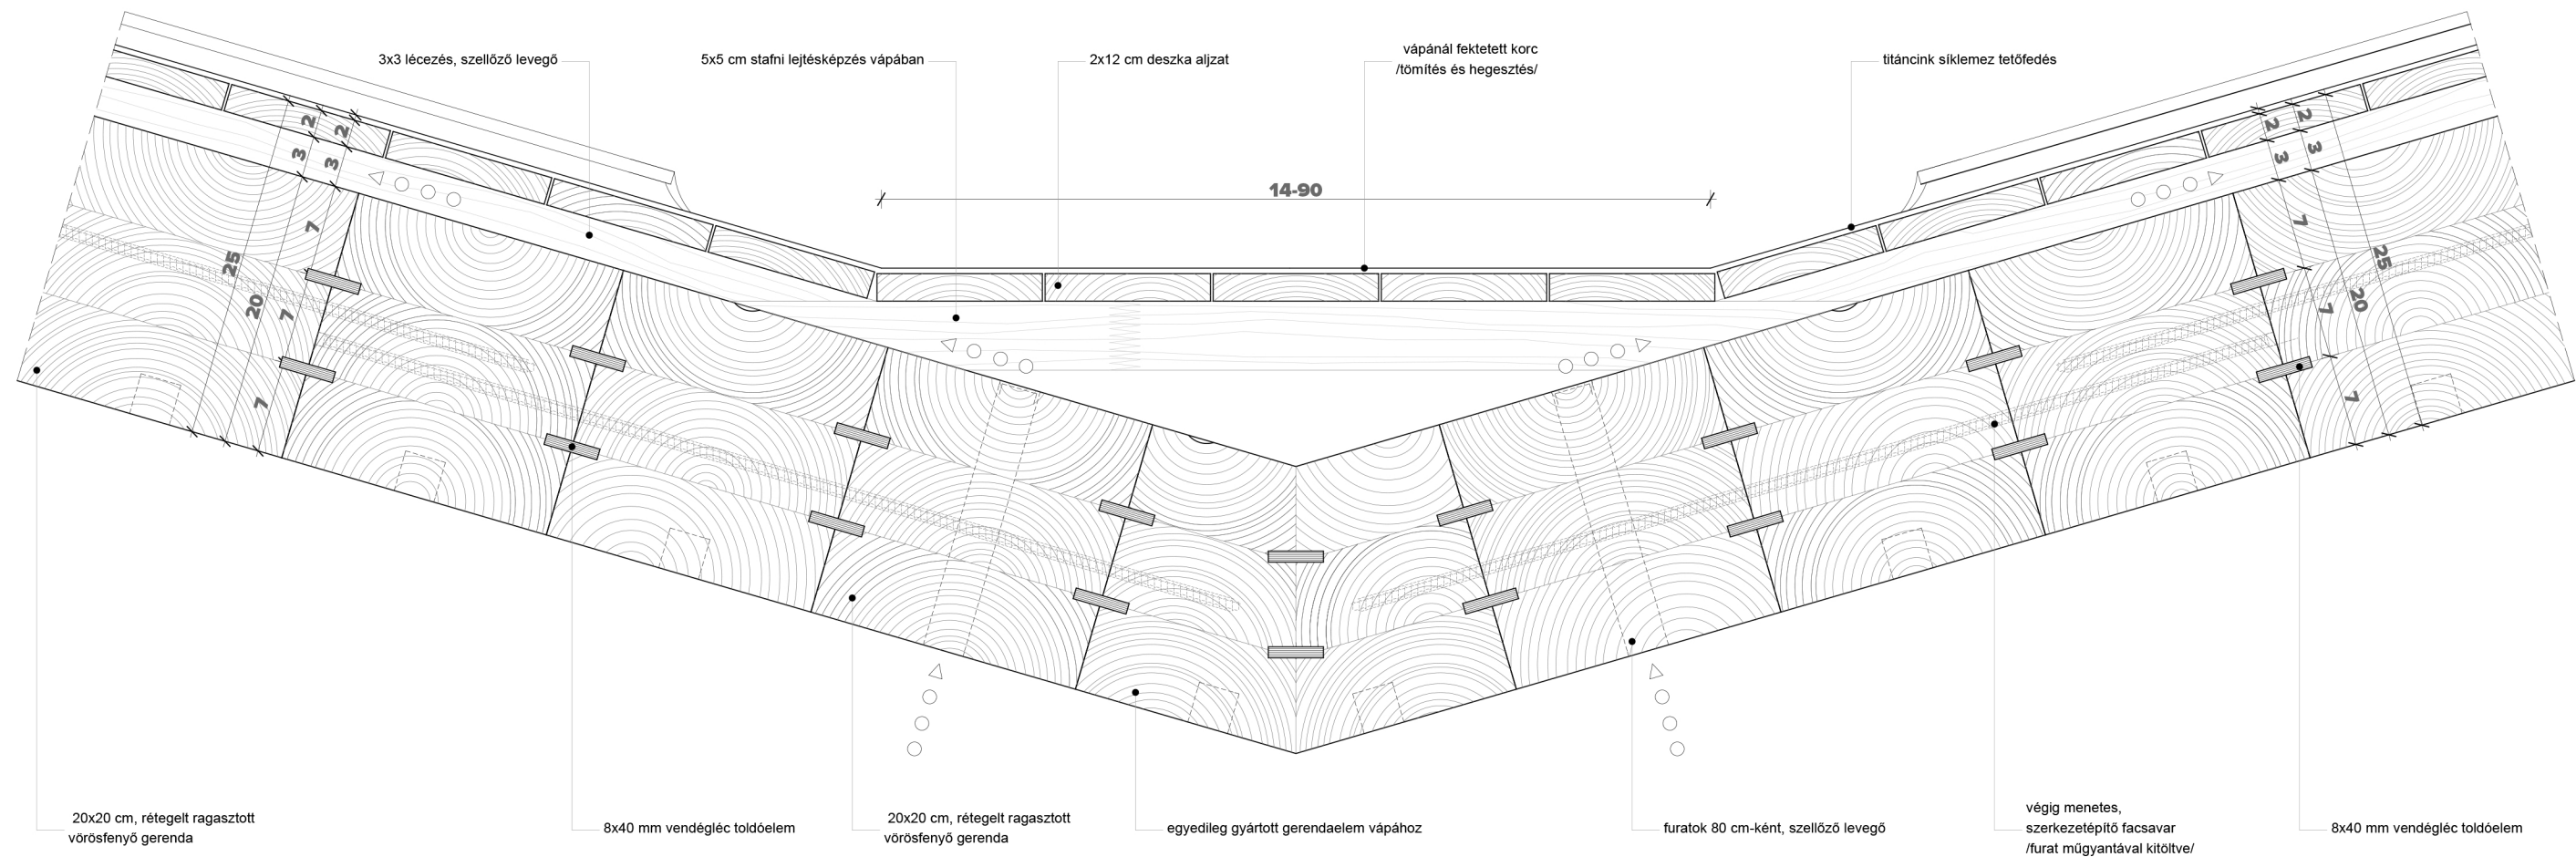 3x3 lécezés, szellőző levegő
5x5 cm stafni lejtésképzés vápában
2x12 cm deszka aljzat
vápánál fektetett korc
/tömítés és hegesztés/
titáncink síklemez tetőfedés
14-90
2
2
3
3
7
7
7
25
20
2
2
3
3
7
7
7
25
20
20x20 cm, rétegelt ragasztott
vörösfenyő gerenda
8x40 mm vendégléc toldóelem
20x20 cm, rétegelt ragasztott
vörösfenyő gerenda
egyedileg gyártott gerendaelem vápához
furatok 80 cm-ként, szellőző levegő
végig menetes,
szerkezetépítő facsavar
/furat műgyantával kitöltve/
8x40 mm vendégléc toldóelem